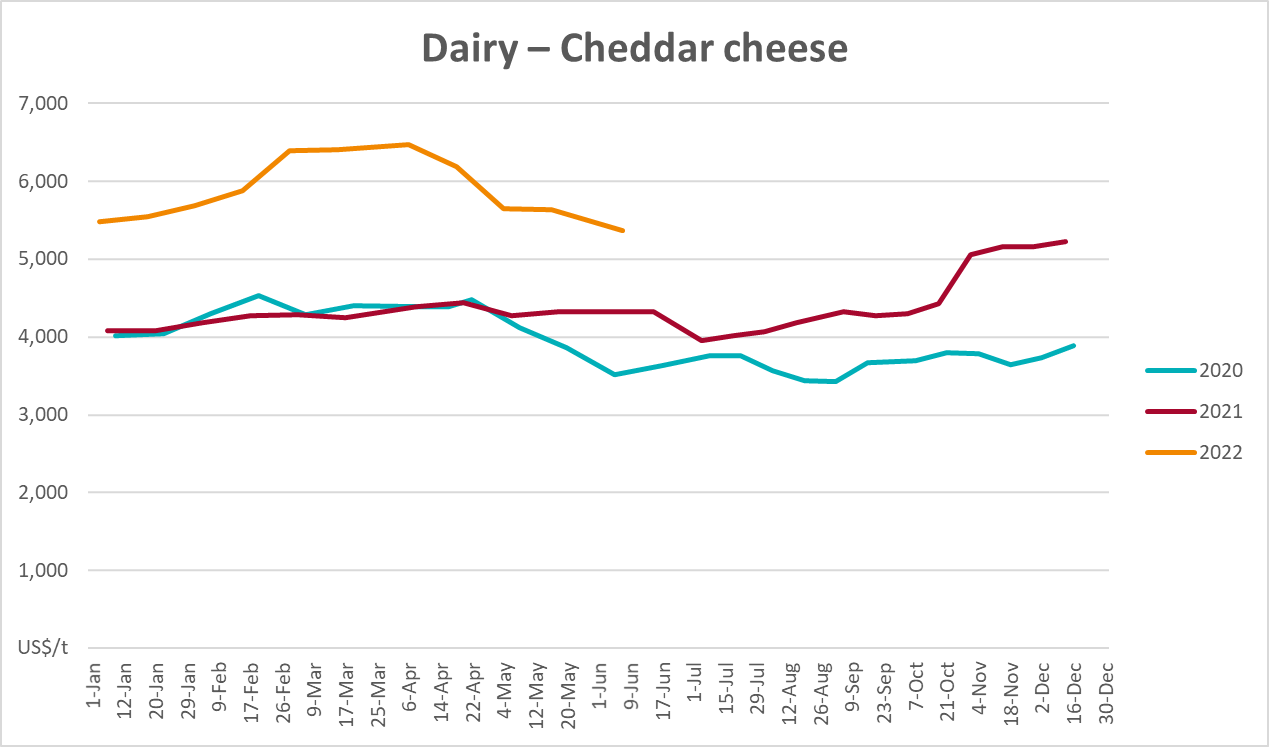 Dairy – Cheddar cheese
7,000
6,000
5,000
4,000
3,000
2,000
1,000
US$/t
1-Jan
12-Jan
20-Jan
29-Jan
9-Feb
17-Feb
26-Feb
9-Mar
17-Mar
25-Mar
6-Apr
14-Apr
22-Apr
4-May
12-May
20-May
1-Jun
9-Jun
17-Jun
1-Jul
15-Jul
29-Jul
12-Aug
26-Aug
9-Sep
23-Sep
7-Oct
21-Oct
4-Nov
18-Nov
2-Dec
16-Dec
30-Dec
2020
2021
2022